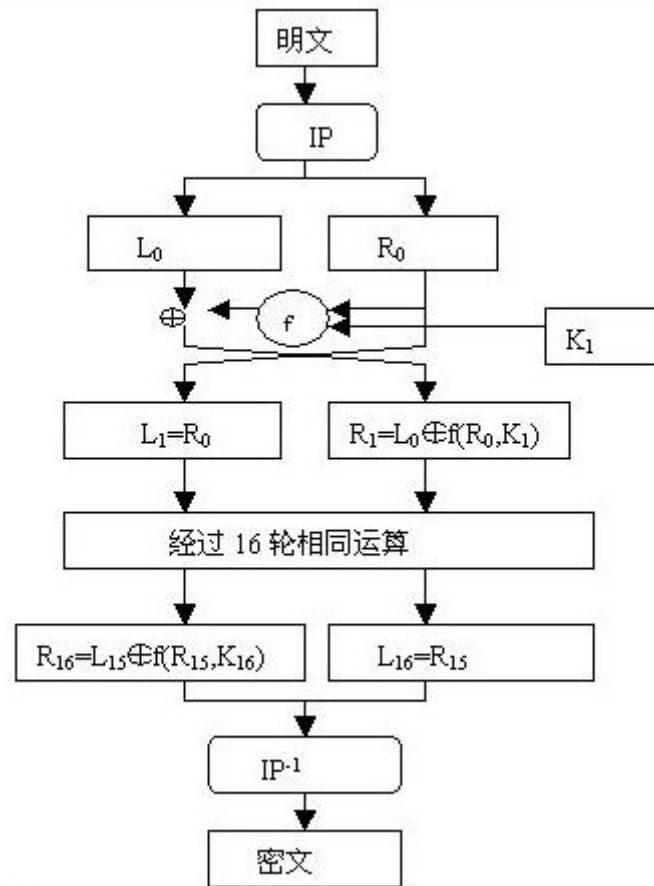 明文
IP
L₀
R₀
⊕
f
K₁
L₁=R₀
R₁=L₀⊕f(R₀,K₁)
经过 16 轮相同运算
R₁₆=L₁₅⊕f(R₁₅,K₁₆)
L₁₆=R₁₅
IP⁻¹
密文